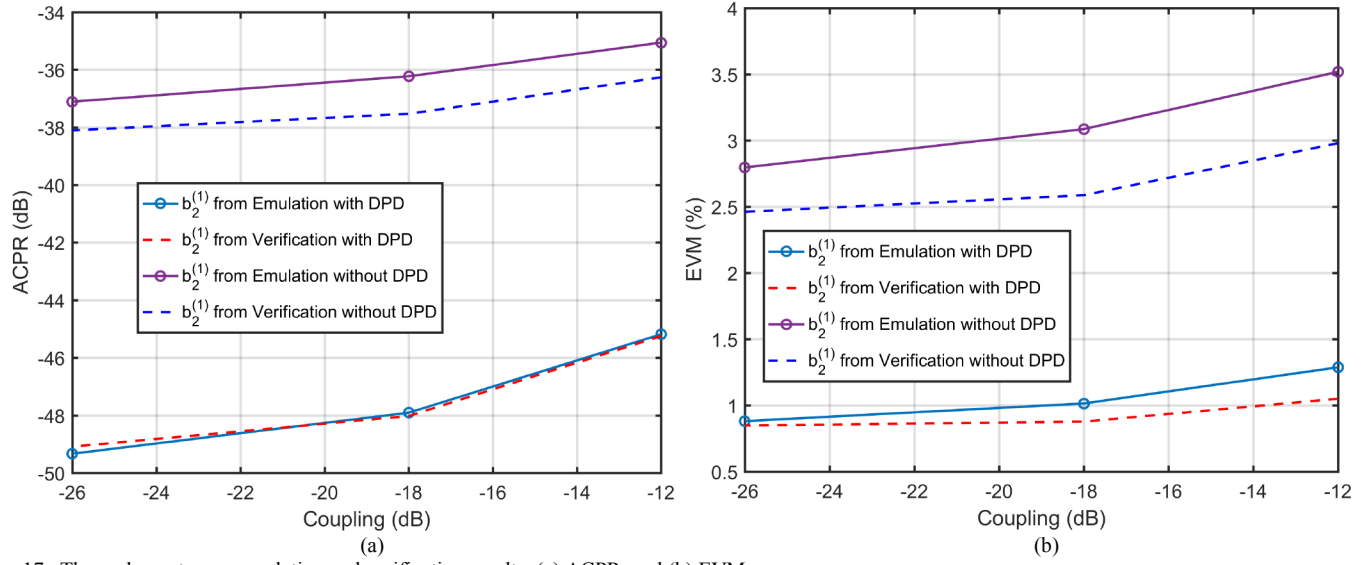 -34
-36
-38
-40
-42
-44
-46
-48
-50
ACPR (dB)
b2(1) from Emulation with DPD
b2(1) from Verification with DPD
b2(1) from Emulation without DPD
b2(1) from Verification without DPD
-26 -24 -22 -20 -18 -16 -14 -12
Coupling (dB)
(a)
4
3.5
3
2.5
2
1.5
1
0.5
EVM (%)
b2(1) from Emulation with DPD
b2(1) from Verification with DPD
b2(1) from Emulation without DPD
b2(1) from Verification without DPD
-26 -24 -22 -20 -18 -16 -14 -12
Coupling (dB)
(b)